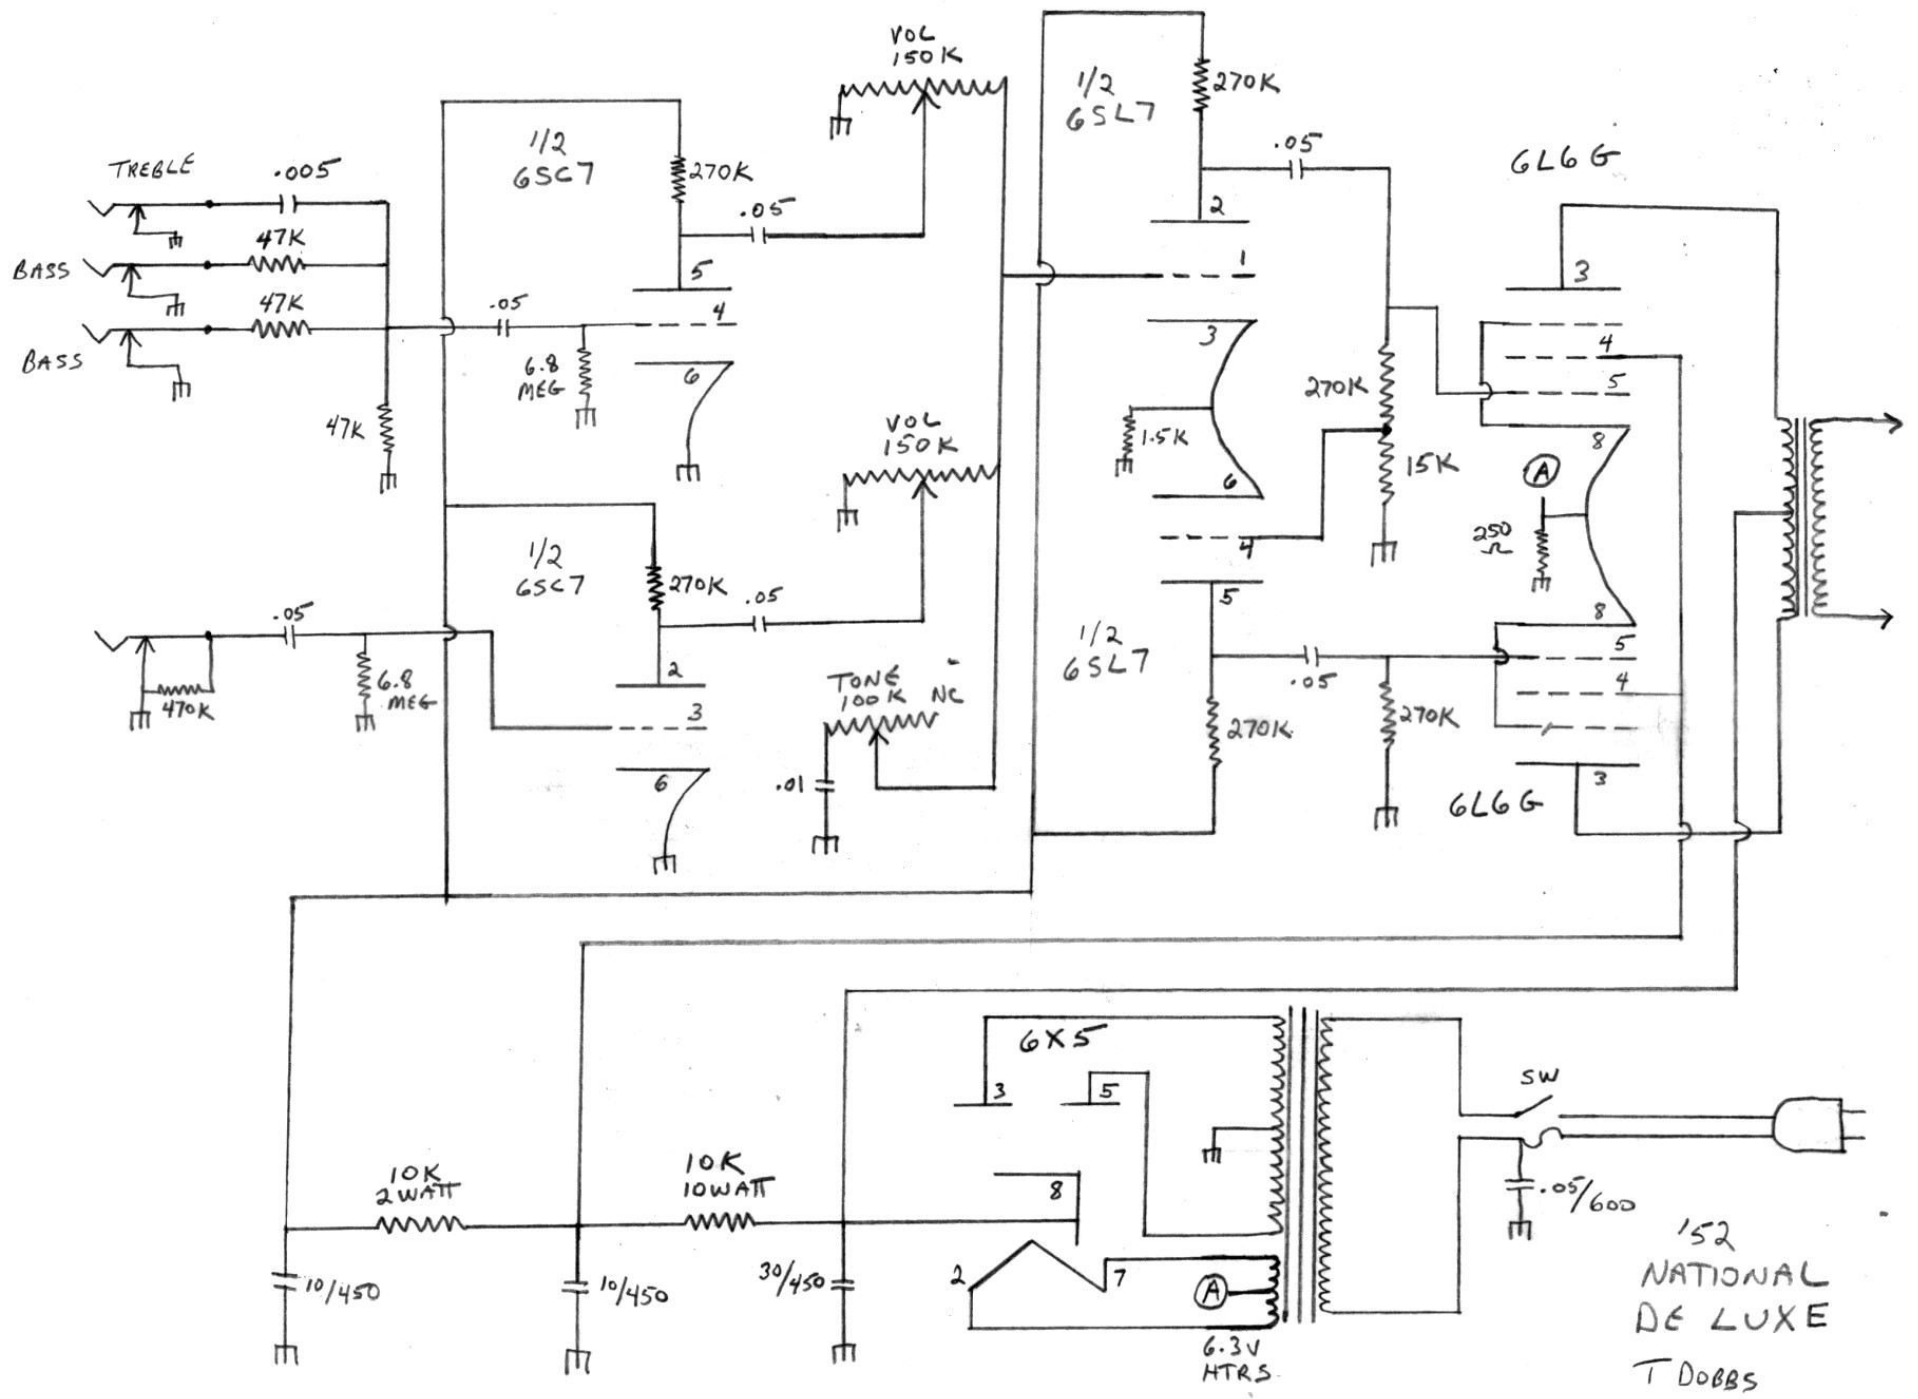 VOL
150K
1/2
6SL7
270K
.05
6L6G
TREBLE
.005
1/2
6SC7
270K
.05
2
5
1
3
BASS
47K
47K
.05
4
BASS
6.8
MEG
6
47K
3
4
5
270K
15K
1.5K
6
4
5
8
A
250
Ω
8
5
4
3
VOL
150K
1/2
6SC7
270K
.05
.05
2
3
6
6.8
MEG
470K
TONE
100K NC
.01
1/2
6SL7
.05
270K
270K
6L6G
6X5
3
5
8
2
7
A
6.3V
HTRS.
SW
.05/600
10K
2WATT
10K
10WATT
10/450
10/450
30/450
'52
NATIONAL
DE LUXE
T DOBBS